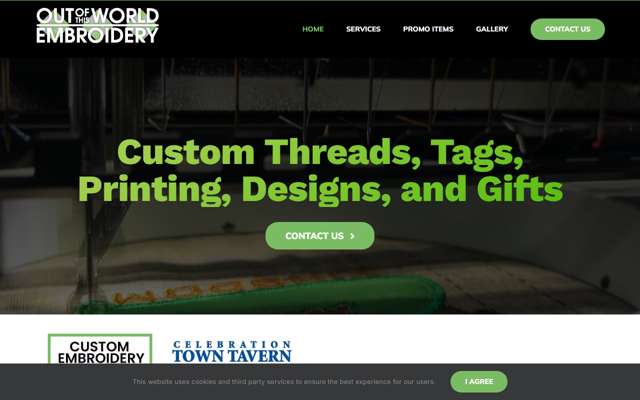 OUT OF THIS WORLD
EMBROIDERY
HOME
SERVICES
PROMO ITEMS
GALLERY
CONTACT US
Custom Threads, Tags,
Printing, Designs, and Gifts
CONTACT US
CUSTOM
EMBROIDERY
CELEBRATION
TOWN TAVERN
This website uses cookies and third party services to ensure the best experience for our users.
I AGREE